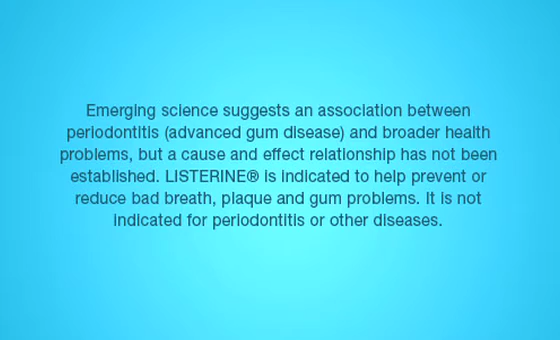 Emerging science suggests an association between
periodontitis (advanced gum disease) and broader health
problems, but a cause and effect relationship has not been
established. LISTERINE® is indicated to help prevent or
reduce bad breath, plaque and gum problems. It is not
indicated for periodontitis or other diseases.